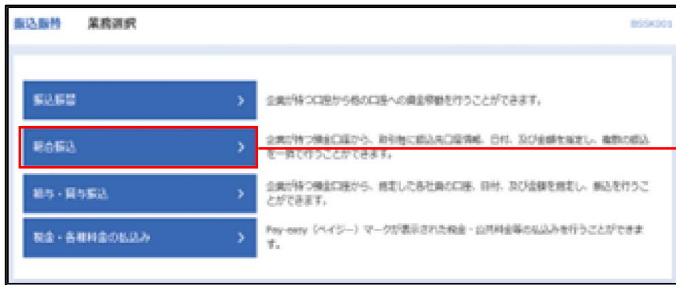 振込振替 業務選択
BSSK001
振込振替
企業が持つ口座から他の口座への資金移動を行うことができます。
総合振込
企業が持つ預金口座から、取引毎に振込先口座情報、日付、及び金額を指定し、複数の振込
を一括で行うことができます。
給与・賞与振込
企業が持つ預金口座から、指定した各社員の口座、日付、及び金額を指定し、振込を行うこ
とができます。
税金・各種料金の払込み
Pay-easy（ペイジー）マークが表示された税金・公共料金等の払込みを行うことができま
す。